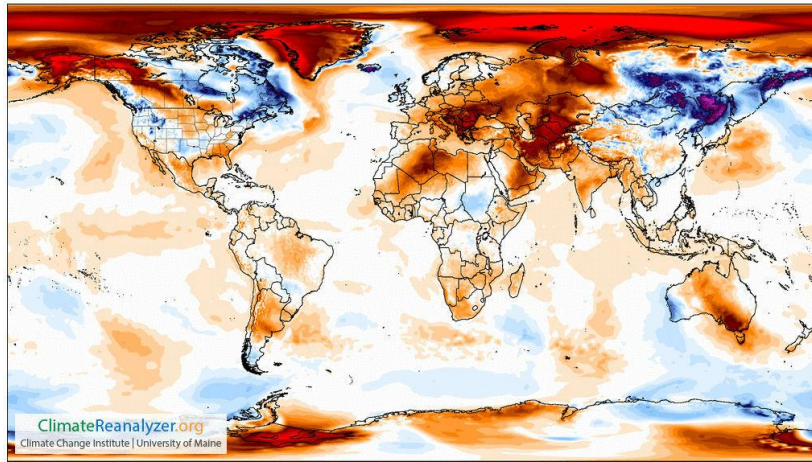 ClimateReanalyzer.org
Climate Change Institute | University of Maine